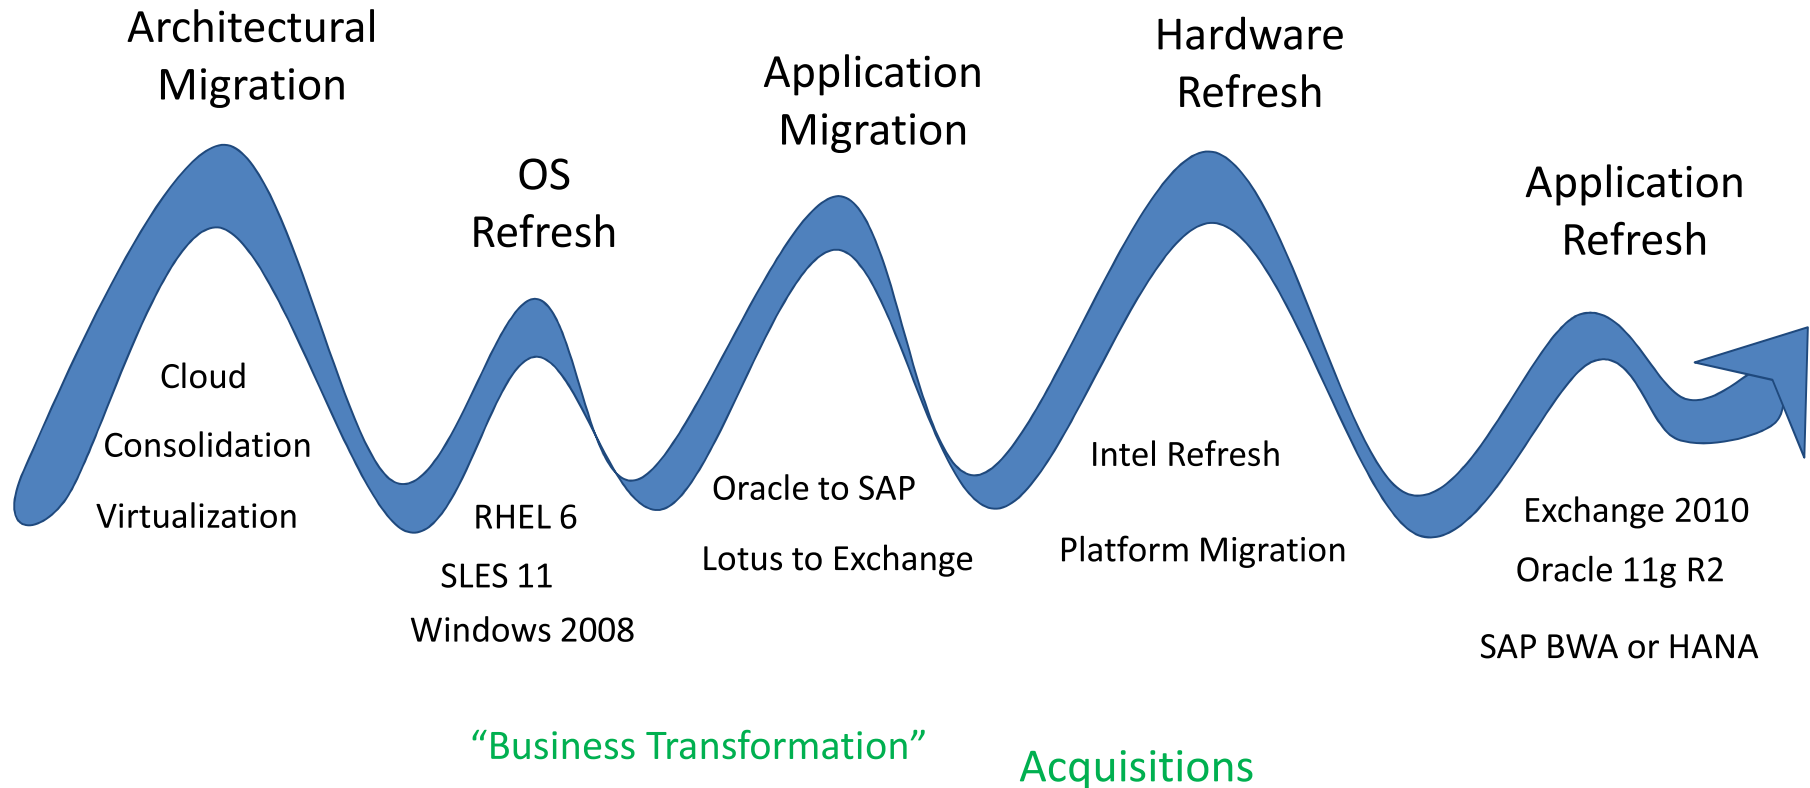 Architectural
Migration
OS
Refresh
Application
Migration
Hardware
Refresh
Application
Refresh
Cloud
Consolidation
Virtualization
RHEL 6
SLES 11
Windows 2008
Oracle to SAP
Lotus to Exchange
Intel Refresh
Platform Migration
Exchange 2010
Oracle 11g R2
SAP BWA or HANA
“Business Transformation”
Acquisitions